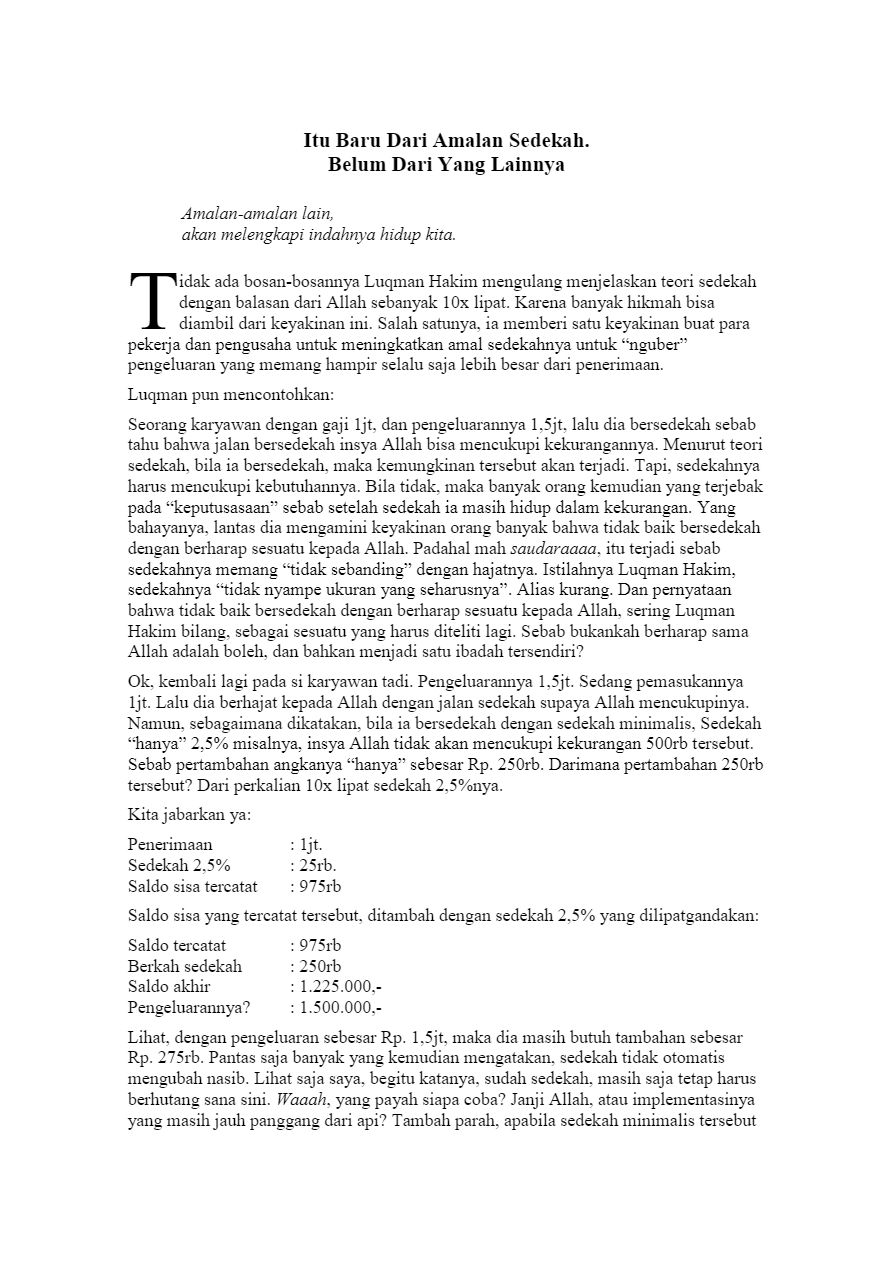 Itu Baru Dari Amalan Sedekah.
Belum Dari Yang Lainnya
Amalan-amalan lain,
akan melengkapi indahnya hidup kita.
Tidak ada bosan-bosannya Luqman Hakim mengulang menjelaskan teori sedekah
dengan balasan dari Allah sebanyak 10x lipat. Karena banyak hikmah bisa
diambil dari keyakinan ini. Salah satunya, ia memberi satu keyakinan buat para
pekerja dan pengusaha untuk meningkatkan amal sedekahnya untuk “nguber”
pengeluaran yang memang hampir selalu saja lebih besar dari penerimaan.
Luqman pun mencontohkan:
Seorang karyawan dengan gaji 1jt, dan pengeluarannya 1,5jt, lalu dia bersedekah sebab
tahu bahwa jalan bersedekah insya Allah bisa mencukupi kekurangannya. Menurut teori
sedekah, bila ia bersedekah, maka kemungkinan tersebut akan terjadi. Tapi, sedekahnya
harus mencukupi kebutuhannya. Bila tidak, maka banyak orang kemudian yang terjebak
pada “keputusasaan” sebab setelah sedekah ia masih hidup dalam kekurangan. Yang
bahayanya, lantas dia mengamini keyakinan orang banyak bahwa tidak baik bersedekah
dengan berharap sesuatu kepada Allah. Padahal mah saudaraaaa, itu terjadi sebab
sedekahnya memang “tidak sebanding” dengan hajatnya. Istilahnya Luqman Hakim,
sedekahnya “tidak nyampe ukuran yang seharusnya”. Alias kurang. Dan pernyataan
bahwa tidak baik bersedekah dengan berharap sesuatu kepada Allah, sering Luqman
Hakim bilang, sebagai sesuatu yang harus diteliti lagi. Sebab bukankah berharap sama
Allah adalah boleh, dan bahkan menjadi satu ibadah tersendiri?
Ok, kembali lagi pada si karyawan tadi. Pengeluarannya 1,5jt. Sedang pemasukannya
1jt. Lalu dia berhajat kepada Allah dengan jalan sedekah supaya Allah mencukupinya.
Namun, sebagaimana dikatakan, bila ia bersedekah dengan sedekah minimalis, Sedekah
“hanya” 2,5% misalnya, insya Allah tidak akan mencukupi kekurangan 500rb tersebut.
Sebab pertambahan angkanya “hanya” sebesar Rp. 250rb. Darimana pertambahan 250rb
tersebut? Dari perkalian 10x lipat sedekah 2,5%nya.
Kita jabarkan ya:
Penerimaan : 1jt.
Sedekah 2,5% : 25rb.
Saldo sisa tercatat : 975rb
Saldo sisa yang tercatat tersebut, ditambah dengan sedekah 2,5% yang dilipatgandakan:
Saldo tercatat : 975rb
Berkah sedekah : 250rb
Saldo akhir : 1.225.000,-
Pengeluarannya? : 1.500.000,-
Lihat, dengan pengeluaran sebesar Rp. 1,5jt, maka dia masih butuh tambahan sebesar
Rp. 275rb. Pantas saja banyak yang kemudian mengatakan, sedekah tidak otomatis
mengubah nasib. Lihat saja saya, begitu katanya, sudah sedekah, masih saja tetap harus
berhutang sana sini. Waaah, yang payah siapa coba? Janji Allah, atau implementasinya
yang masih jauh panggang dari api? Tambah parah, apabila sedekah minimalis tersebut